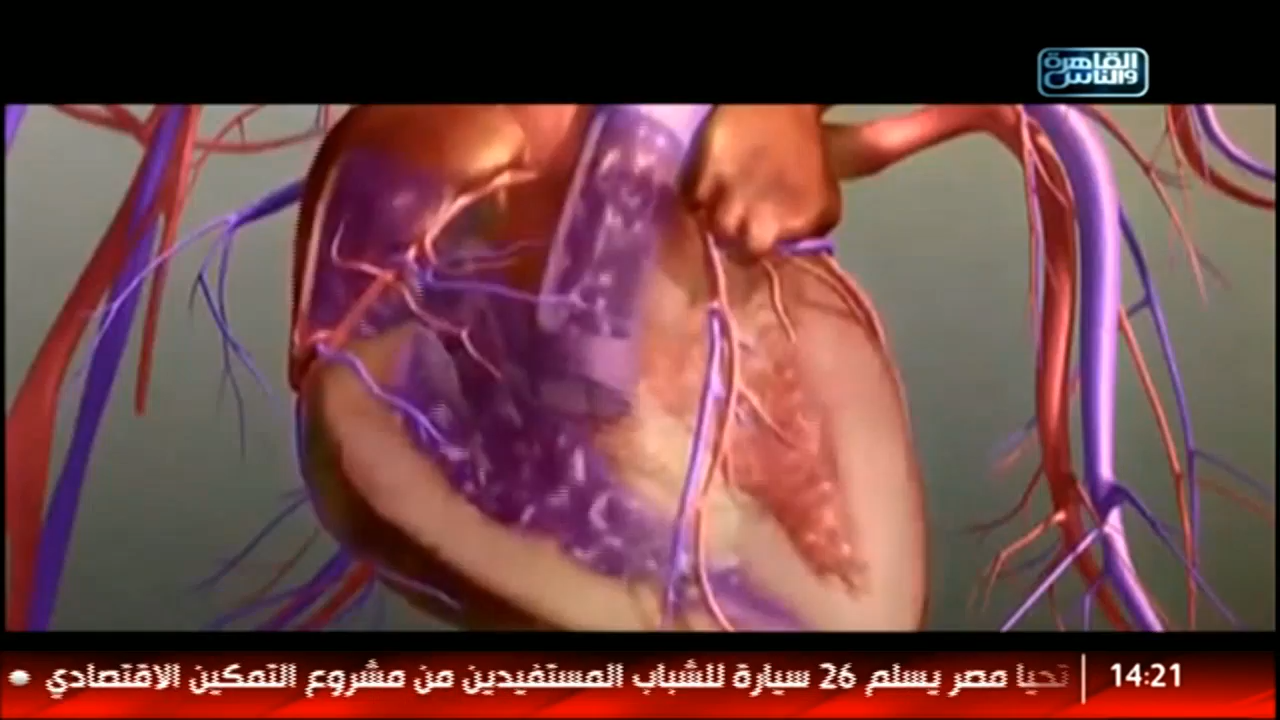 القاهرة
والناس
14:21
تحيا مصر يسلم 26 سيارة للشباب المستفيدين من مشروع التمكين الاقتصادي